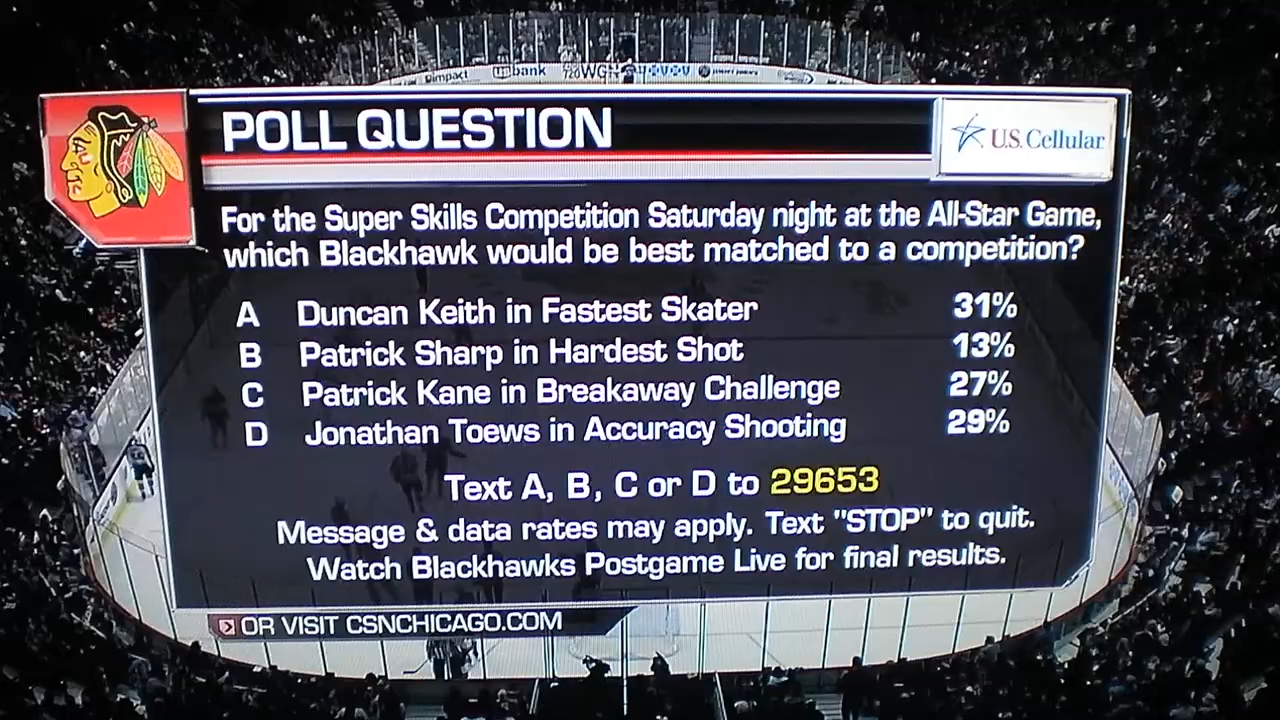 usbank
POLL QUESTION
U.S. Cellular
For the Super Skills Competition Saturday night at the All-Star Game,
which Blackhawk would be best matched to a competition?
A Duncan Keith in Fastest Skater 31%
B Patrick Sharp in Hardest Shot 13%
C Patrick Kane in Breakaway Challenge 27%
D Jonathan Toews in Accuracy Shooting 29%
Text A, B, C or D to 29653
Message & data rates may apply. Text "STOP" to quit.
Watch Blackhawks Postgame Live for final results.
OR VISIT CSNCHICAGO.COM